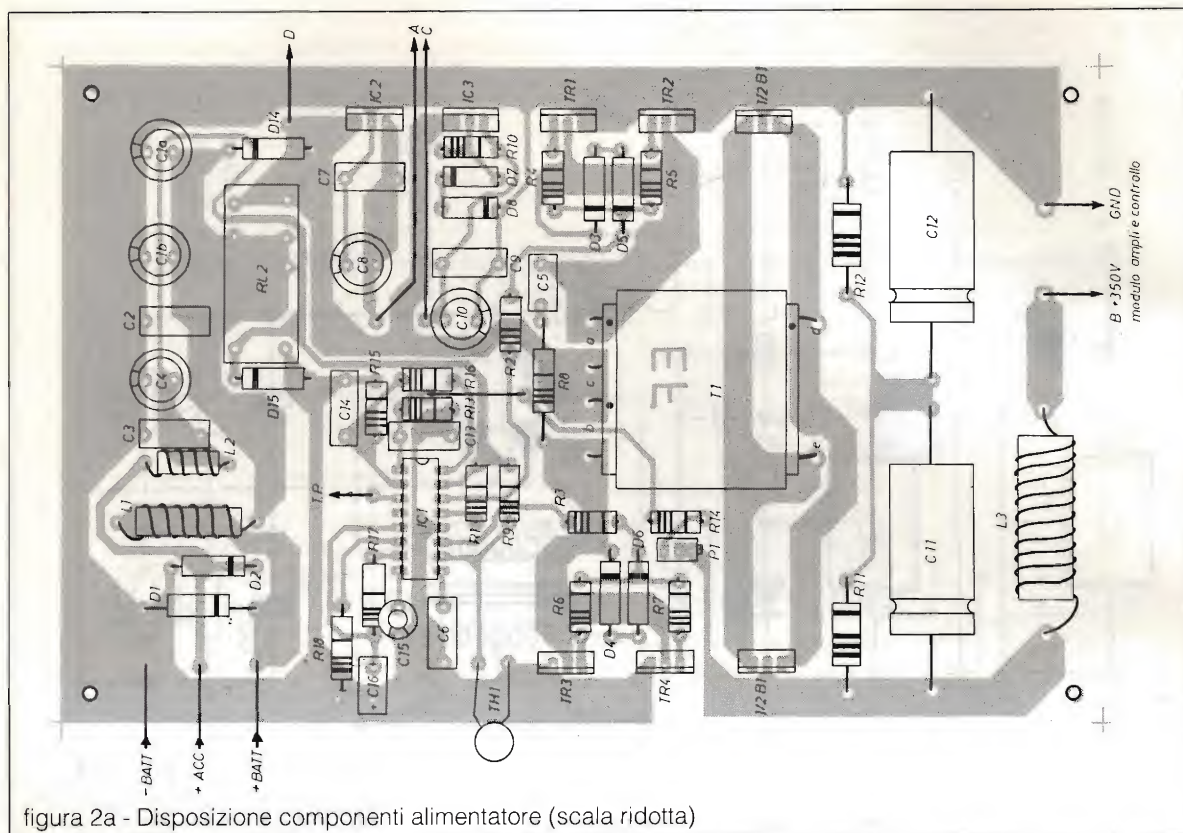 D
A
C
C1a
D14
IC2
IC3
TR1
TR2
1/2 B1
C1b
RL2
C7
R10
D7
D8
R4
D3
D5
R5
C2
C8
C9
C5
R12
C12
GND
B +350V
modulo ampli e controllo
C4
D15
C10
R2
C3
L2
C14
R15
R16
R13
C13
R8
a
c
b
d
e
EE
T1
L1
T.P.
IC1
R1
R9
R3
R14
P1
D1
D2
R17
R18
C15
C16
+
C6
TH1
R6
D4
D6
R7
TR3
TR4
1/2 B1
R11
C11
L3
-BATT
+ ACC
+BATT
figura 2a - Disposizione componenti alimentatore (scala ridotta)